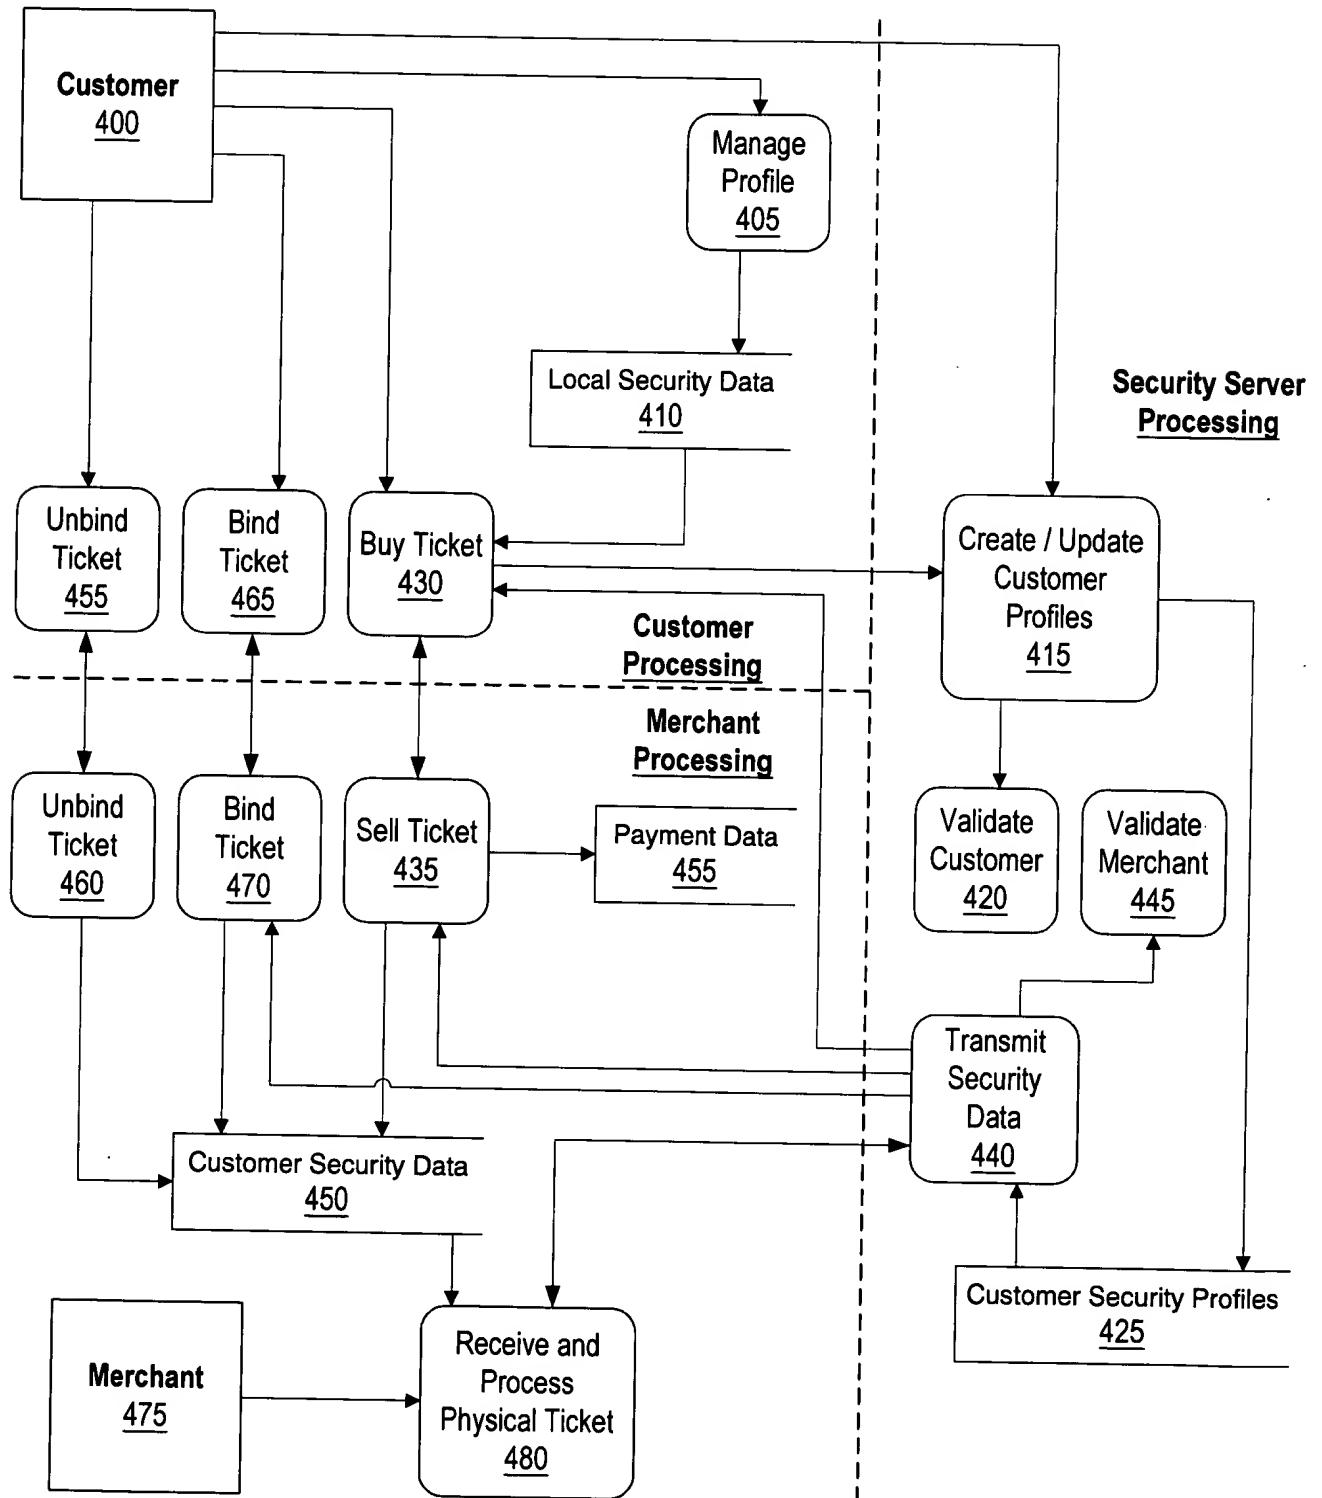 Customer
400
Manage
Profile
405
Local Security Data
410
Security Server
Processing
Unbind
Ticket
455
Bind
Ticket
465
Buy Ticket
430
Create / Update
Customer
Profiles
415
Customer
Processing
Merchant
Processing
Unbind
Ticket
460
Bind
Ticket
470
Sell Ticket
435
Payment Data
455
Validate
Customer
420
Validate
Merchant
445
Transmit
Security
Data
440
Customer Security Data
450
Customer Security Profiles
425
Merchant
475
Receive and
Process
Physical Ticket
480